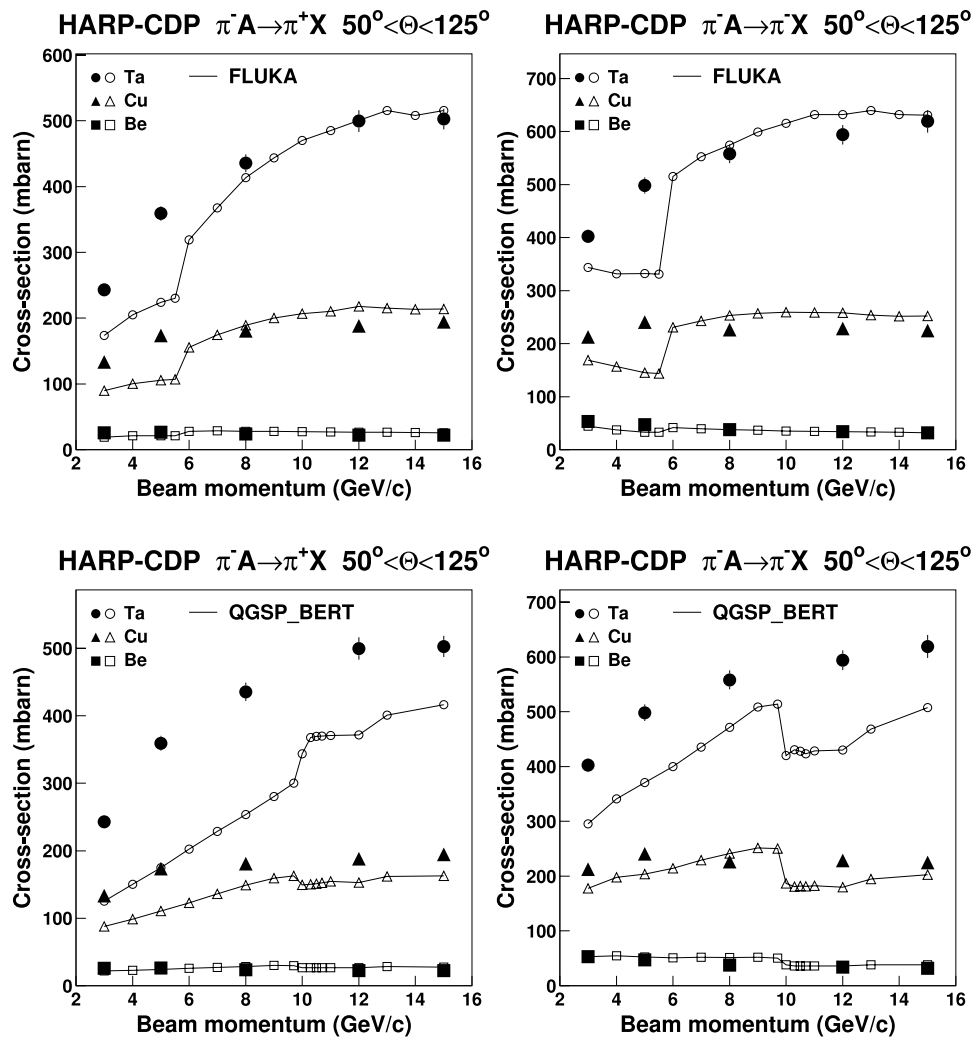 HARP-CDP π⁻A→π⁺X 50°<Θ<125°
600
500
400
300
200
100
0
Cross-section (mbarn)
Ta
Cu
Be
FLUKA
2 4 6 8 10 12 14 16
Beam momentum (GeV/c)
HARP-CDP π⁻A→π⁻X 50°<Θ<125°
700
600
500
400
300
200
100
0
Cross-section (mbarn)
Ta
Cu
Be
FLUKA
2 4 6 8 10 12 14 16
Beam momentum (GeV/c)
HARP-CDP π⁻A→π⁺X 50°<Θ<125°
500
400
300
200
100
0
Cross-section (mbarn)
Ta
Cu
Be
QGSP_BERT
2 4 6 8 10 12 14 16
Beam momentum (GeV/c)
HARP-CDP π⁻A→π⁻X 50°<Θ<125°
700
600
500
400
300
200
100
0
Cross-section (mbarn)
Ta
Cu
Be
QGSP_BERT
2 4 6 8 10 12 14 16
Beam momentum (GeV/c)